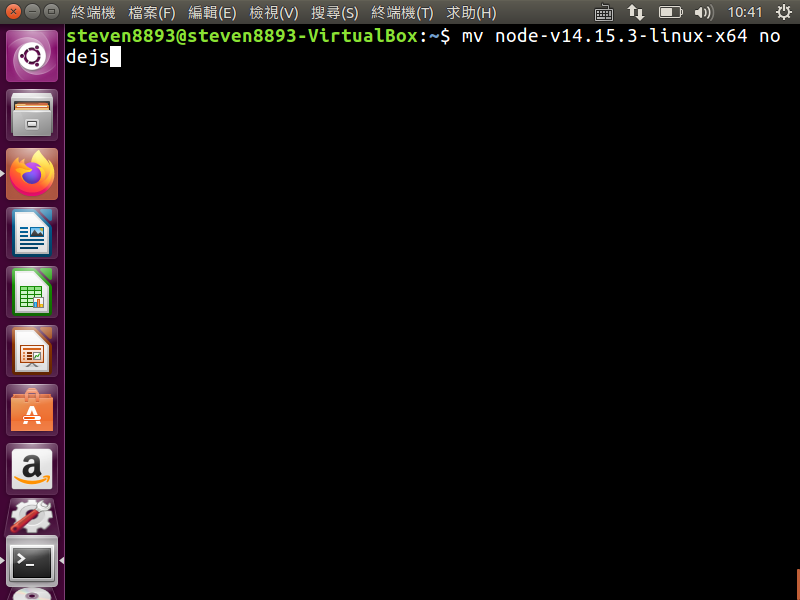 終端機 檔案(F) 編輯(E) 檢視(V) 搜尋(S) 終端機(T) 求助(H) 10:41
steven8893@steven8893-VirtualBox:~$ mv node-v14.15.3-linux-x64 no
dejs
A
a
>_